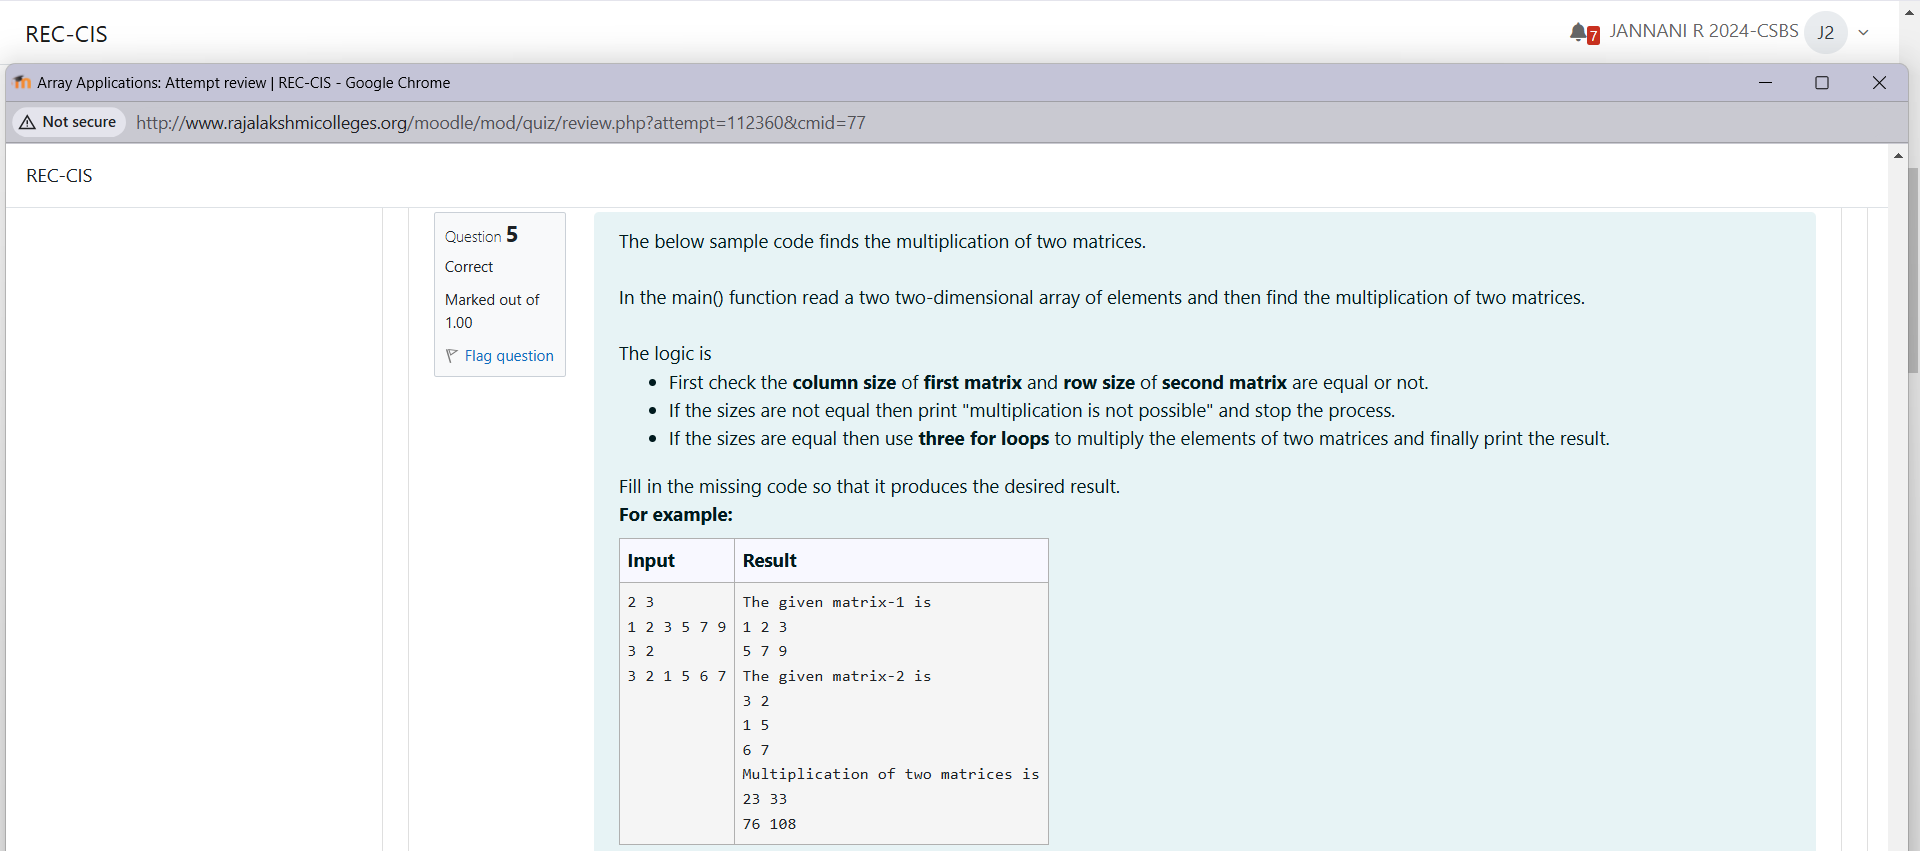 REC-CIS
7 JANNANI R 2024-CSBS J2
Array Applications: Attempt review | REC-CIS - Google Chrome
Not secure http://www.rajalakshmicolleges.org/moodle/mod/quiz/review.php?attempt=112360&cmid=77
REC-CIS
Question 5
Correct
Marked out of
1.00
Flag question
The below sample code finds the multiplication of two matrices.
In the main() function read a two two-dimensional array of elements and then find the multiplication of two matrices.
The logic is
• First check the column size of first matrix and row size of second matrix are equal or not.
• If the sizes are not equal then print "multiplication is not possible" and stop the process.
• If the sizes are equal then use three for loops to multiply the elements of two matrices and finally print the result.
Fill in the missing code so that it produces the desired result.
For example:
Input Result
2 3 The given matrix-1 is
1 2 3 5 7 9 1 2 3
3 2 5 7 9
3 2 1 5 6 7 The given matrix-2 is
3 2
1 5
6 7
Multiplication of two matrices is
23 33
76 108